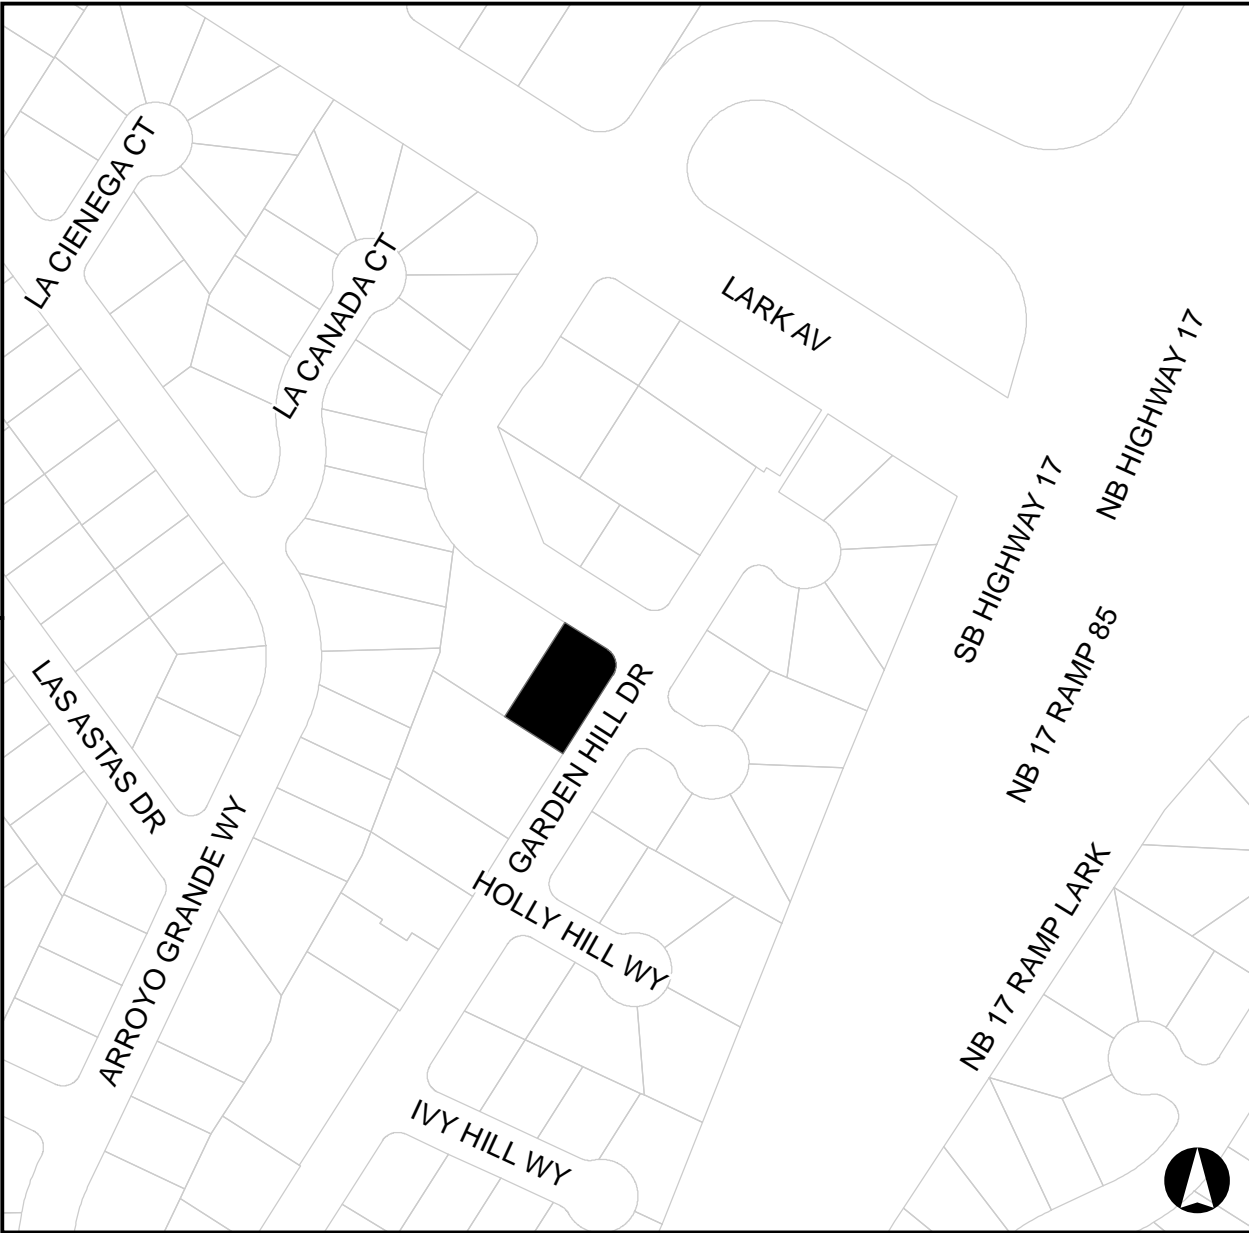 LA CIENEGA CT
LA CANADA CT
LARK AV
NB HIGHWAY 17
SB HIGHWAY 17
NB 17 RAMP 85
LAS ASTAS DR
GARDEN HILL DR
ARROYO GRANDE WY
HOLLY HILL WY
NB 17 RAMP LARK
IVY HILL WY